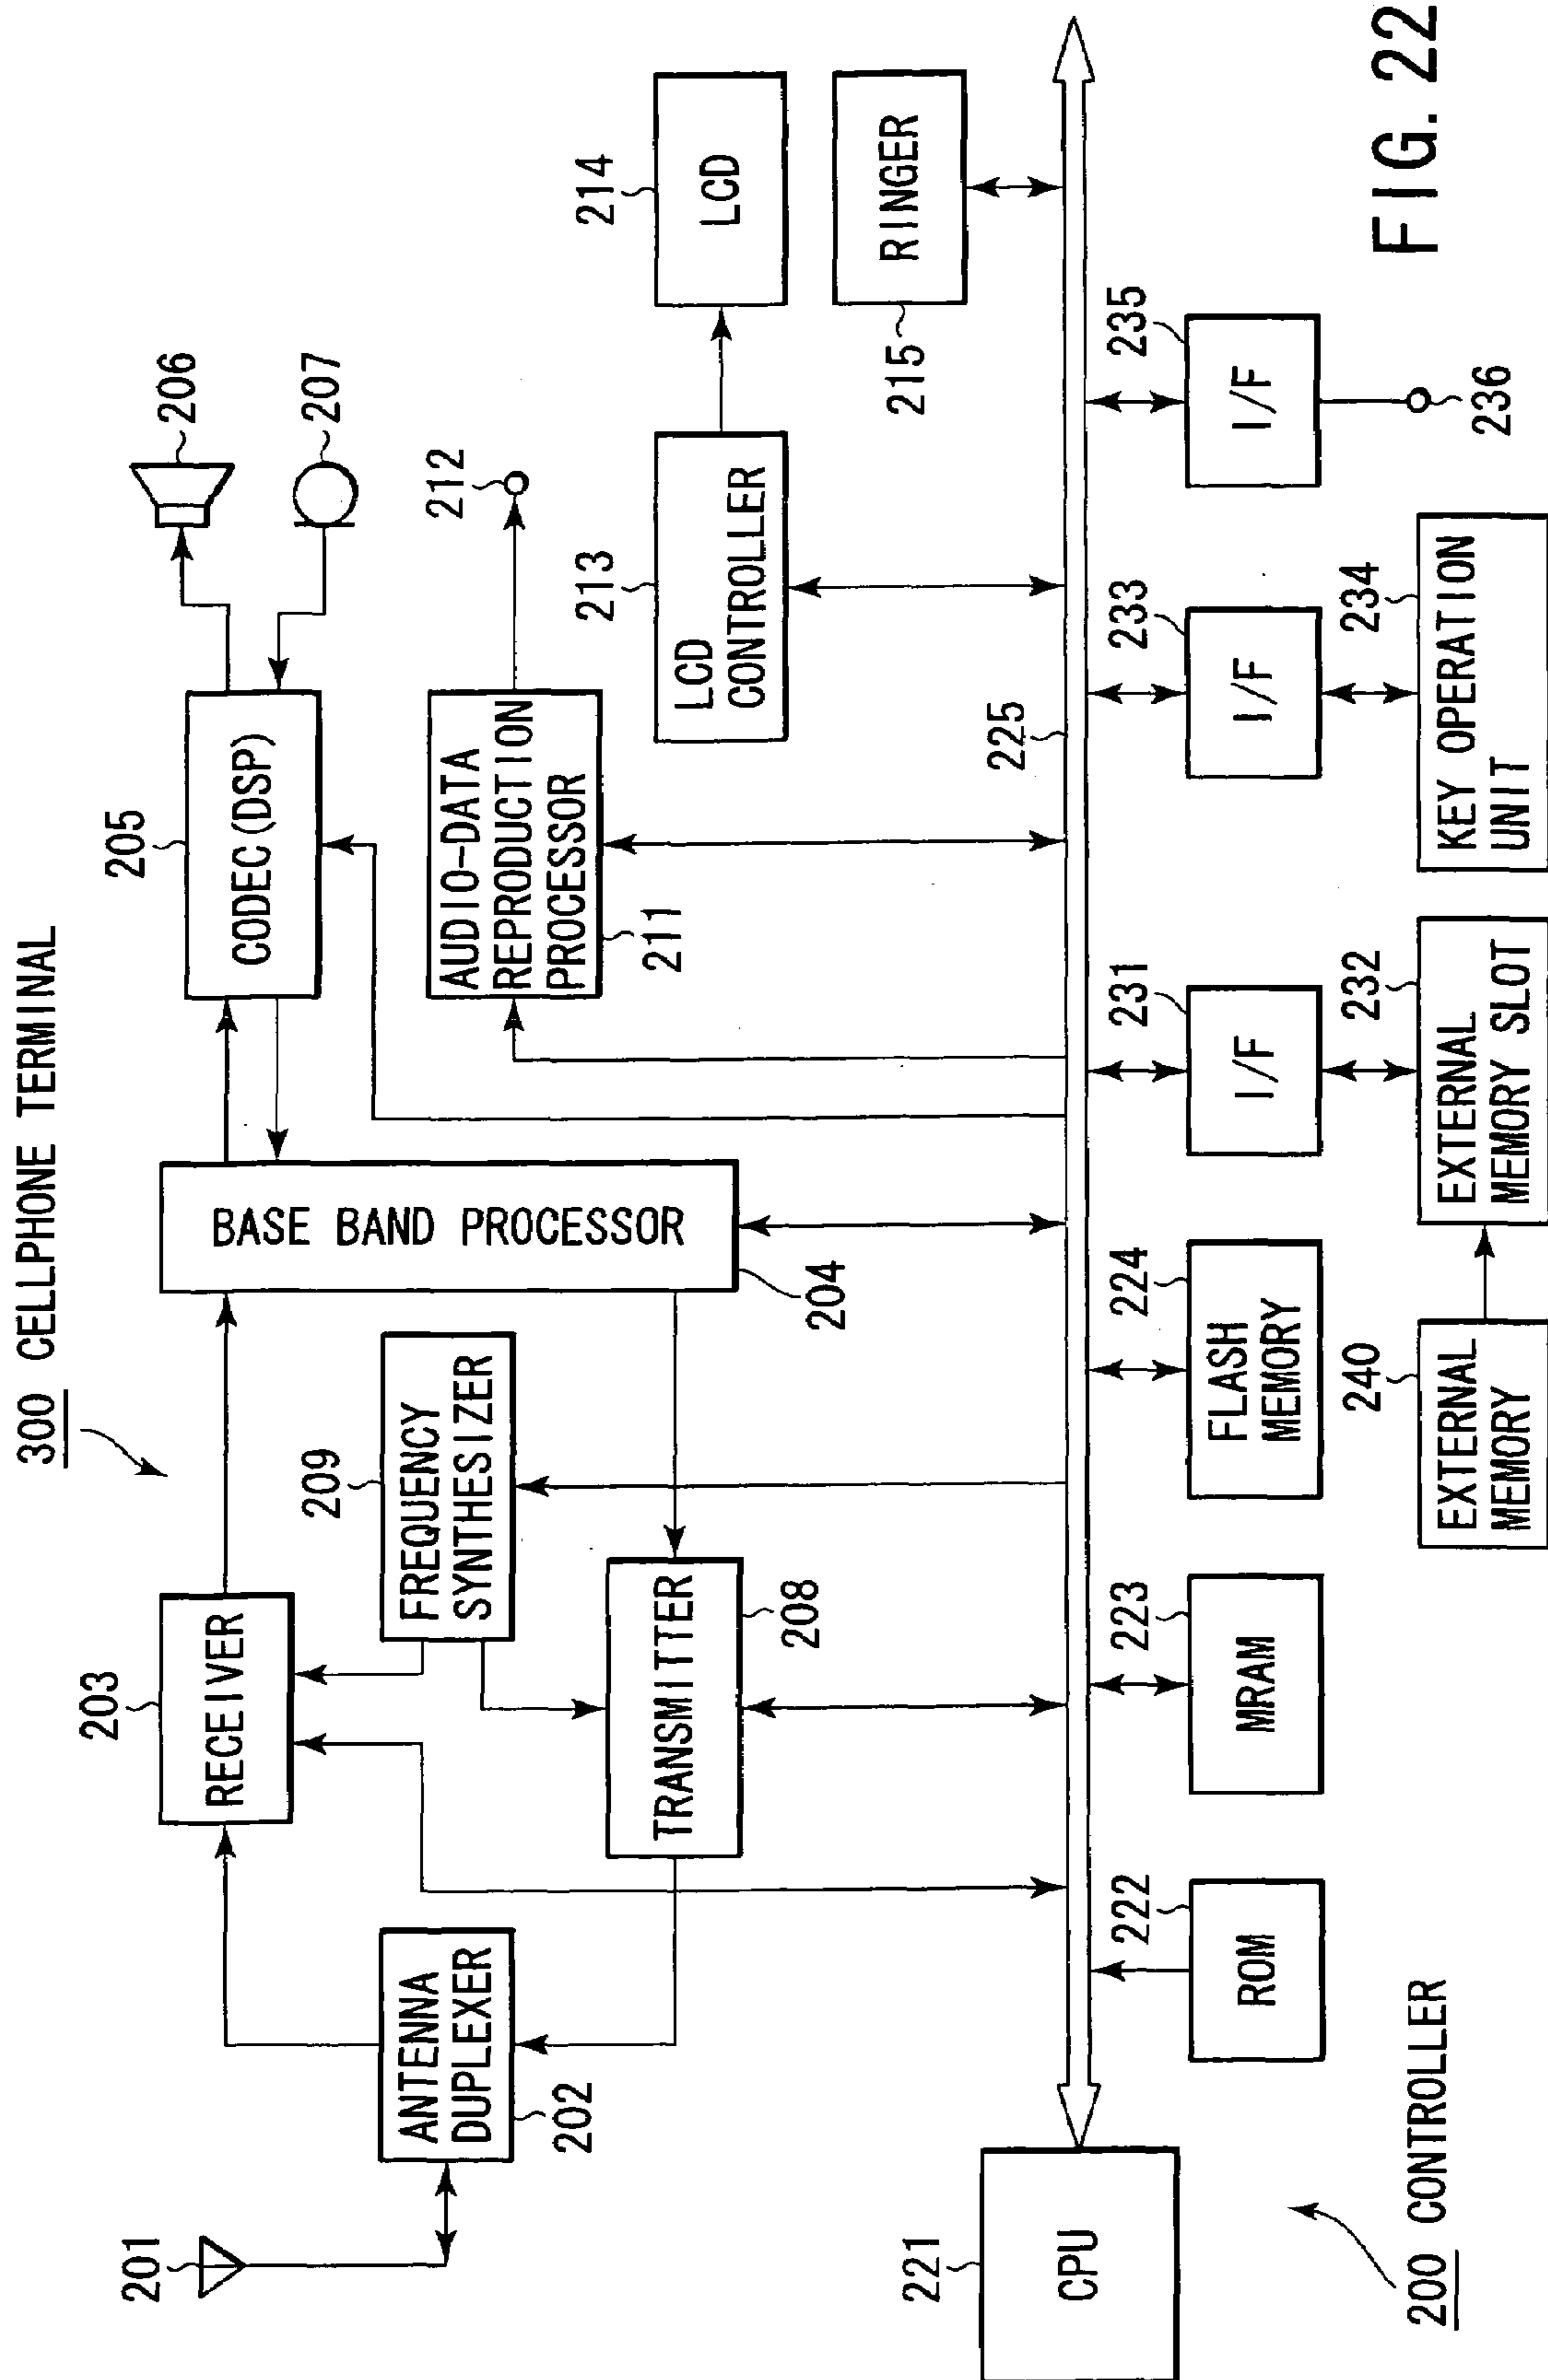 300 CELLPHONE TERMINAL
201
ANTENNA
DUPLEXER
202
203
RECEIVER
209
FREQUENCY
SYNTHESIZER
TRANSMITTER
208
BASE BAND PROCESSOR
204
205
CODEC (DSP)
206
207
AUDIO-DATA
REPRODUCTION
PROCESSOR
211
212
213
LCD
CONTROLLER
214
LCD
RINGER
215
225
221
CPU
222
ROM
223
MRAM
224
FLASH
MEMORY
231
I/F
233
I/F
235
I/F
236
240
EXTERNAL
MEMORY
232
EXTERNAL
MEMORY SLOT
234
KEY OPERATION
UNIT
200 CONTROLLER
FIG. 22